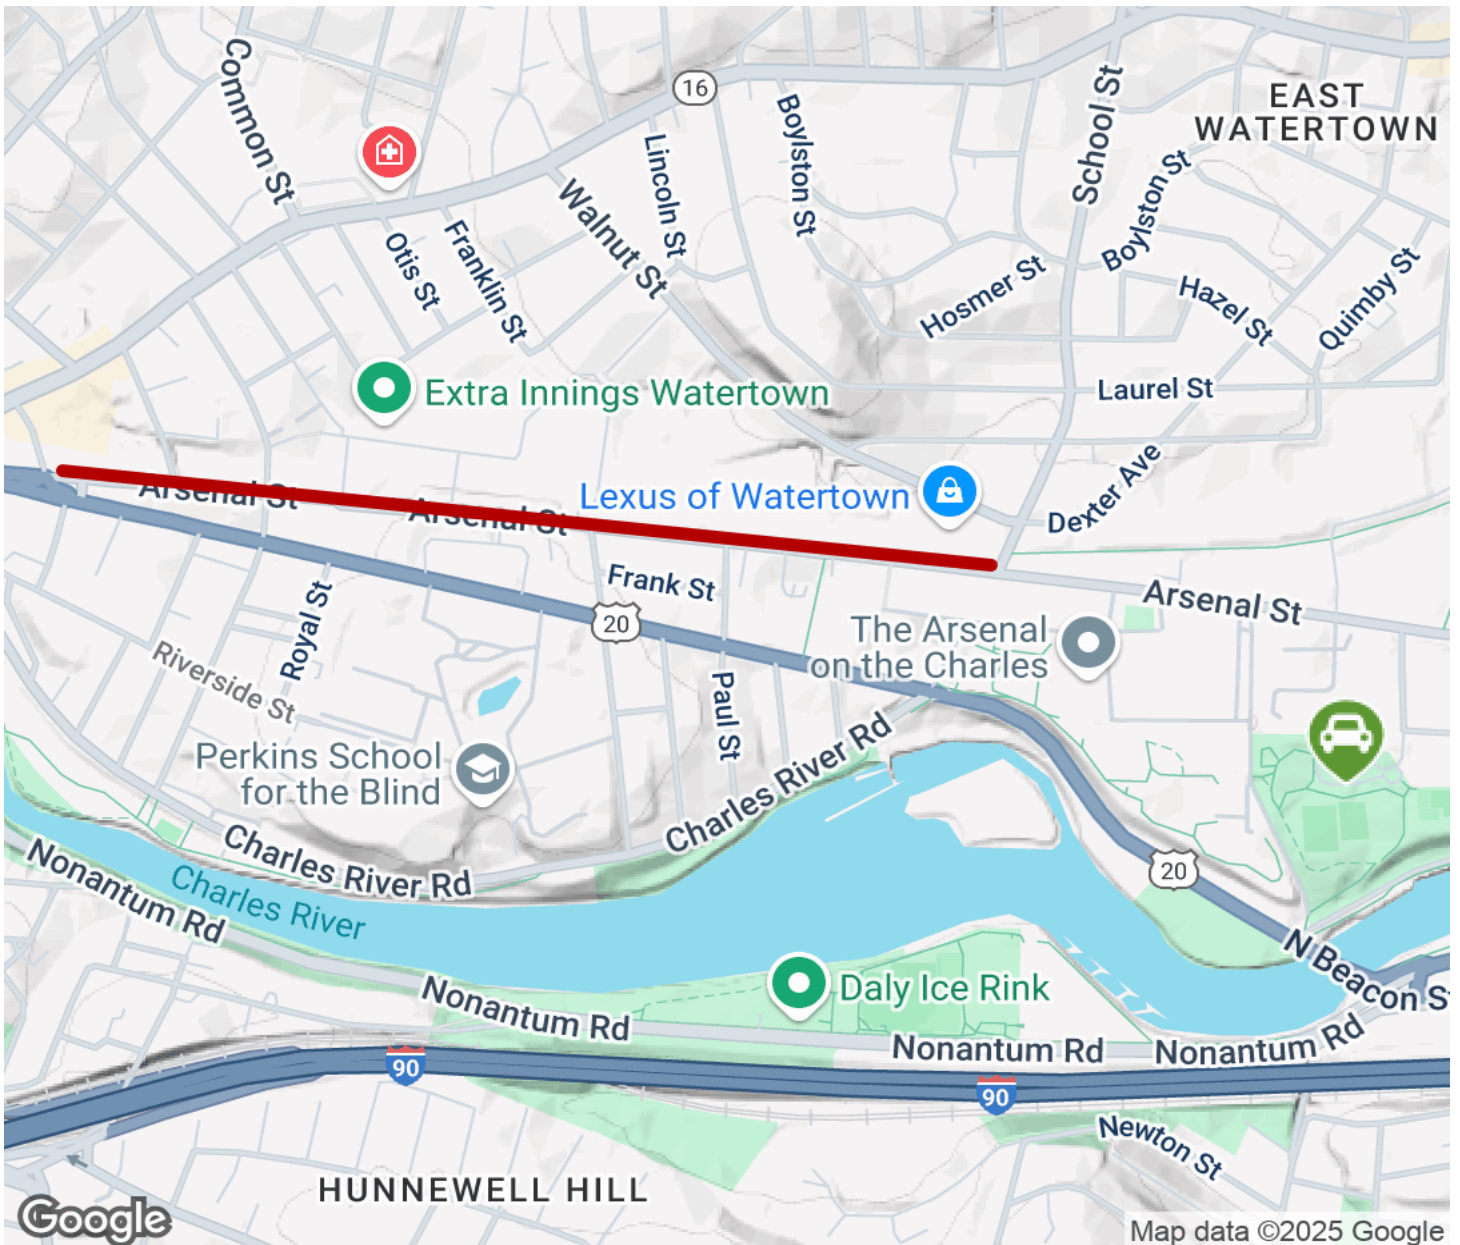 Common St
16
Boylston St
Lincoln St
School St
EAST
WATERTOWN
Otis St
Franklin St
Walnut St
Boylston St
Hosmer St
Hazel St
Quimby St
Extra Innings Watertown
Laurel St
Arsenal St
Arsenal St
Lexus of Watertown
Dexter Ave
Frank St
20
Arsenal St
Royal St
Riverside St
The Arsenal
on the Charles
Paul St
Perkins School
for the Blind
Charles River Rd
Charles River Rd
Nonantum Rd
Charles River
20
N Beacon St
Nonantum Rd
Daly Ice Rink
Nonantum Rd
Nonantum Rd
90
90
Newton St
HUNNEWELL HILL
Google
Map data ©2025 Google